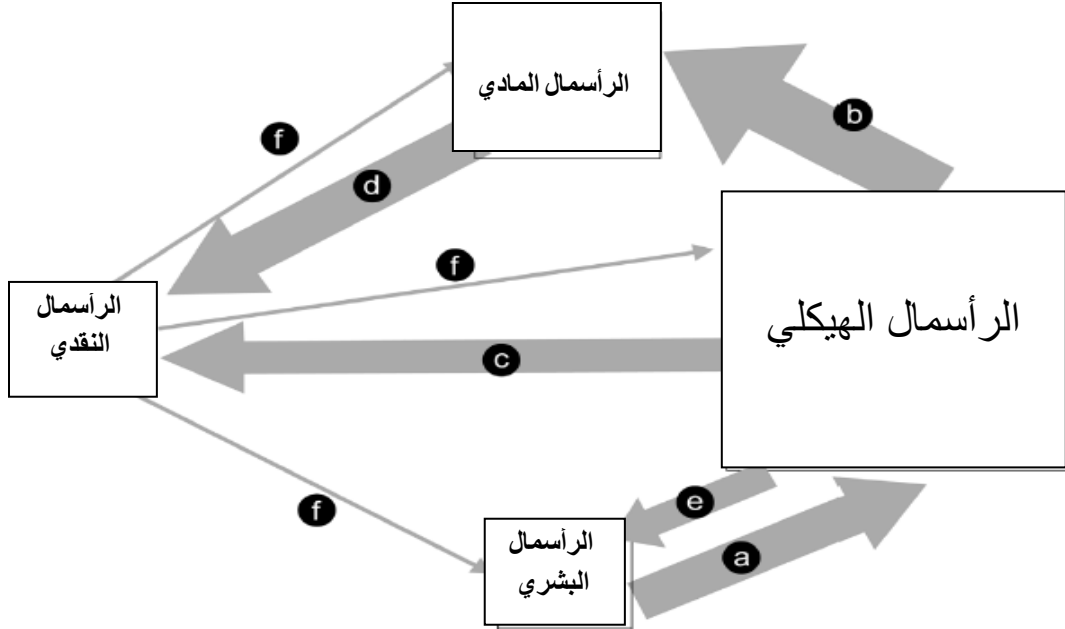 الرأسمال المادي
b
f
d
f
الرأسمال
النقدي
الرأسمال الهيكلي
c
e
f
الرأسمال
البشري
a